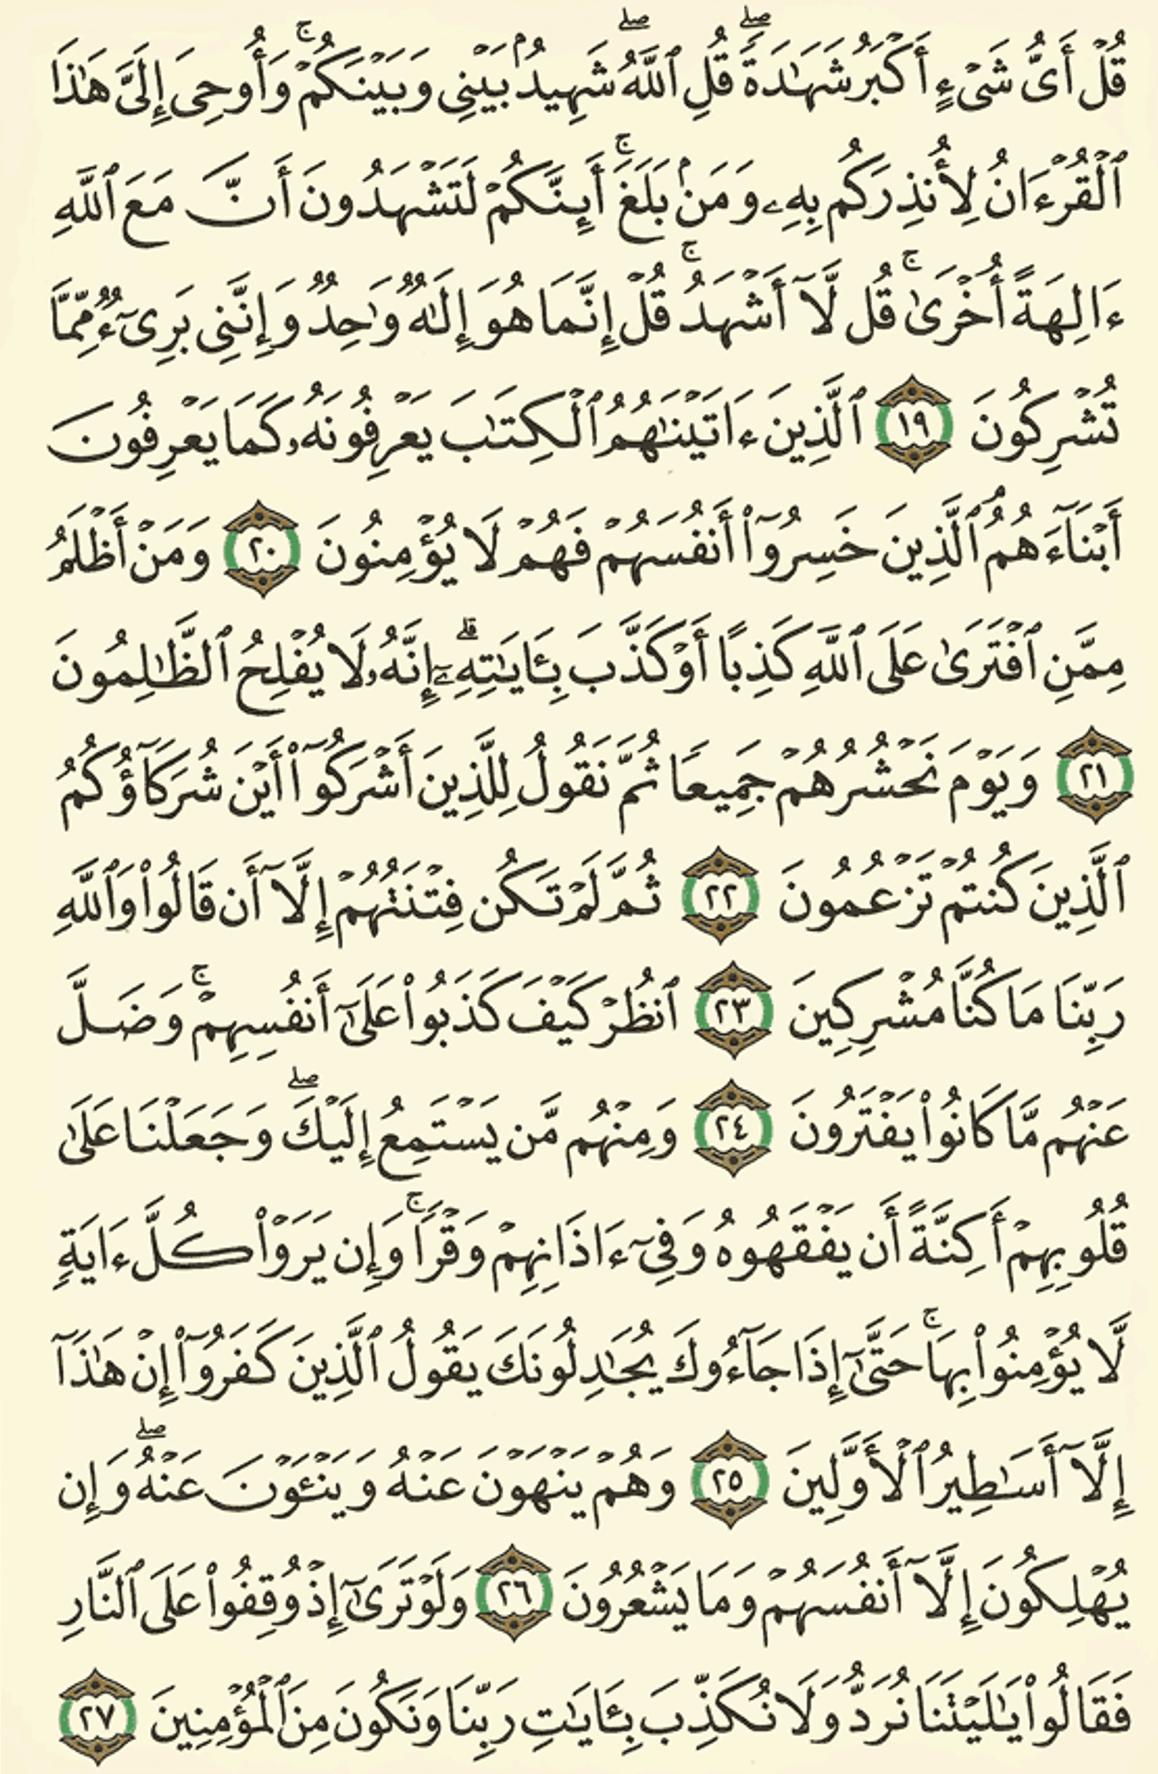 قُلْ أَىُّ شَىْءٍ أَكْبَرُ شَهَـٰدَةً ۖ قُلِ ٱللَّهُ ۖ شَهِيدٌۢ بَيْنِى وَبَيْنَكُمْ ۚ وَأُوحِىَ إِلَىَّ هَـٰذَا
ٱلْقُرْءَانُ لِأُنذِرَكُم بِهِۦ وَمَنۢ بَلَغَ ۚ أَئِنَّكُمْ لَتَشْهَدُونَ أَنَّ مَعَ ٱللَّهِ
ءَالِهَةً أُخْرَىٰ ۚ قُل لَّآ أَشْهَدُ ۚ قُلْ إِنَّمَا هُوَ إِلَـٰهٌ وَٰحِدٌ وَإِنَّنِى بَرِىٓءٌ مِّمَّا
تُشْرِكُونَ ١٩ ٱلَّذِينَ ءَاتَيْنَـٰهُمُ ٱلْكِتَـٰبَ يَعْرِفُونَهُۥ كَمَا يَعْرِفُونَ
أَبْنَآءَهُمُ ٱلَّذِينَ خَسِرُوٓا۟ أَنفُسَهُمْ فَهُمْ لَا يُؤْمِنُونَ ٢٠ وَمَنْ أَظْلَمُ
مِمَّنِ ٱفْتَرَىٰ عَلَى ٱللَّهِ كَذِبًا أَوْ كَذَّبَ بِـَٔايَـٰتِهِۦٓ ۗ إِنَّهُۥ لَا يُفْلِحُ ٱلظَّـٰلِمُونَ
٢١ وَيَوْمَ نَحْشُرُهُمْ جَمِيعًا ثُمَّ نَقُولُ لِلَّذِينَ أَشْرَكُوٓا۟ أَيْنَ شُرَكَآؤُكُمُ
ٱلَّذِينَ كُنتُمْ تَزْعُمُونَ ٢٢ ثُمَّ لَمْ تَكُن فِتْنَتُهُمْ إِلَّآ أَن قَالُوا۟ وَٱللَّهِ
رَبِّنَا مَا كُنَّا مُشْرِكِينَ ٢٣ ٱنظُرْ كَيْفَ كَذَبُوا۟ عَلَىٰٓ أَنفُسِهِمْ ۚ وَضَلَّ
عَنْهُم مَّا كَانُوا۟ يَفْتَرُونَ ٢٤ وَمِنْهُم مَّن يَسْتَمِعُ إِلَيْكَ ۖ وَجَعَلْنَا عَلَىٰ
قُلُوبِهِمْ أَكِنَّةً أَن يَفْقَهُوهُ وَفِىٓ ءَاذَانِهِمْ وَقْرًا ۚ وَإِن يَرَوْا۟ كُلَّ ءَايَةٍ
لَّا يُؤْمِنُوا۟ بِهَا ۚ حَتَّىٰٓ إِذَا جَآءُوكَ يُجَـٰدِلُونَكَ يَقُولُ ٱلَّذِينَ كَفَرُوٓا۟ إِنْ هَـٰذَآ
إِلَّآ أَسَـٰطِيرُ ٱلْأَوَّلِينَ ٢٥ وَهُمْ يَنْهَوْنَ عَنْهُ وَيَنْـَٔوْنَ عَنْهُ ۖ وَإِن
يُهْلِكُونَ إِلَّآ أَنفُسَهُمْ وَمَا يَشْعُرُونَ ٢٦ وَلَوْ تَرَىٰٓ إِذْ وُقِفُوا۟ عَلَى ٱلنَّارِ
فَقَالُوا۟ يَـٰلَيْتَنَا نُرَدُّ وَلَا نُكَذِّبَ بِـَٔايَـٰتِ رَبِّنَا وَنَكُونَ مِنَ ٱلْمُؤْمِنِينَ ٢٧